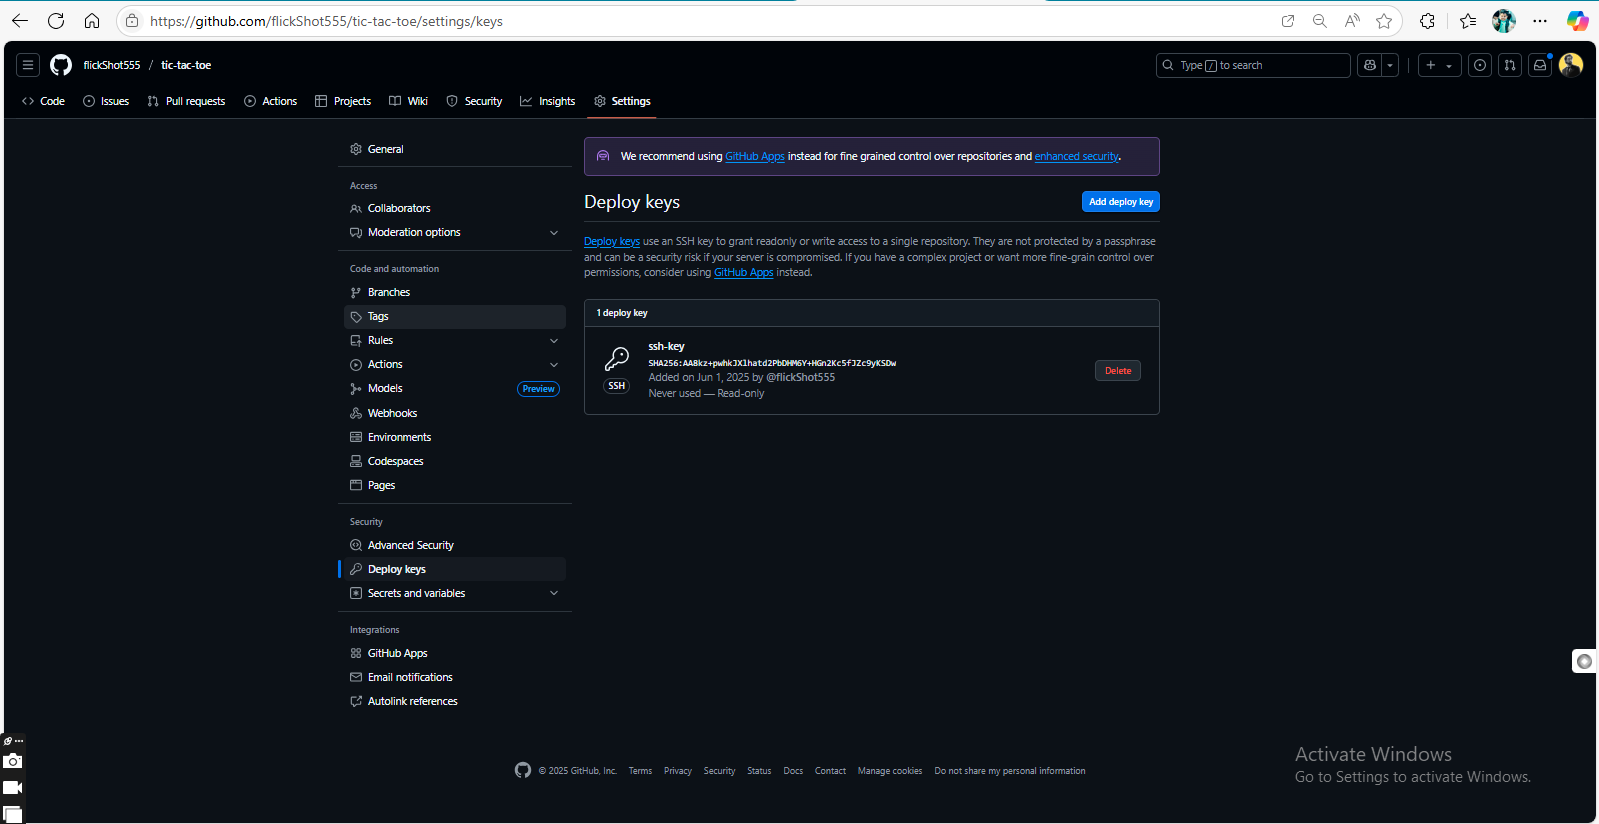 https://github.com/flickShot555/tic-tac-toe/settings/keys
flickShot555 / tic-tac-toe
Type / to search
Code
Issues
Pull requests
Actions
Projects
Wiki
Security
Insights
Settings
General
Access
Collaborators
Moderation options
Code and automation
Branches
Tags
Rules
Actions
Models Preview
Webhooks
Environments
Codespaces
Pages
Security
Advanced Security
Deploy keys
Secrets and variables
Integrations
GitHub Apps
Email notifications
Autolink references
We recommend using GitHub Apps instead for fine grained control over repositories and enhanced security.
Deploy keys
Add deploy key
Deploy keys use an SSH key to grant readonly or write access to a single repository. They are not protected by a passphrase
and can be a security risk if your server is compromised. If you have a complex project or want more fine-grain control over
permissions, consider using GitHub Apps instead.
1 deploy key
SSH
ssh-key
SHA256:AA8kz+pwhkJXlhatd2PbDHM6Y+HGn2Kc5fJZc9yKSDw
Added on Jun 1, 2025 by @flickShot555
Never used — Read-only
Delete
© 2025 GitHub, Inc. Terms Privacy Security Status Docs Contact Manage cookies Do not share my personal information
Activate Windows
Go to Settings to activate Windows.